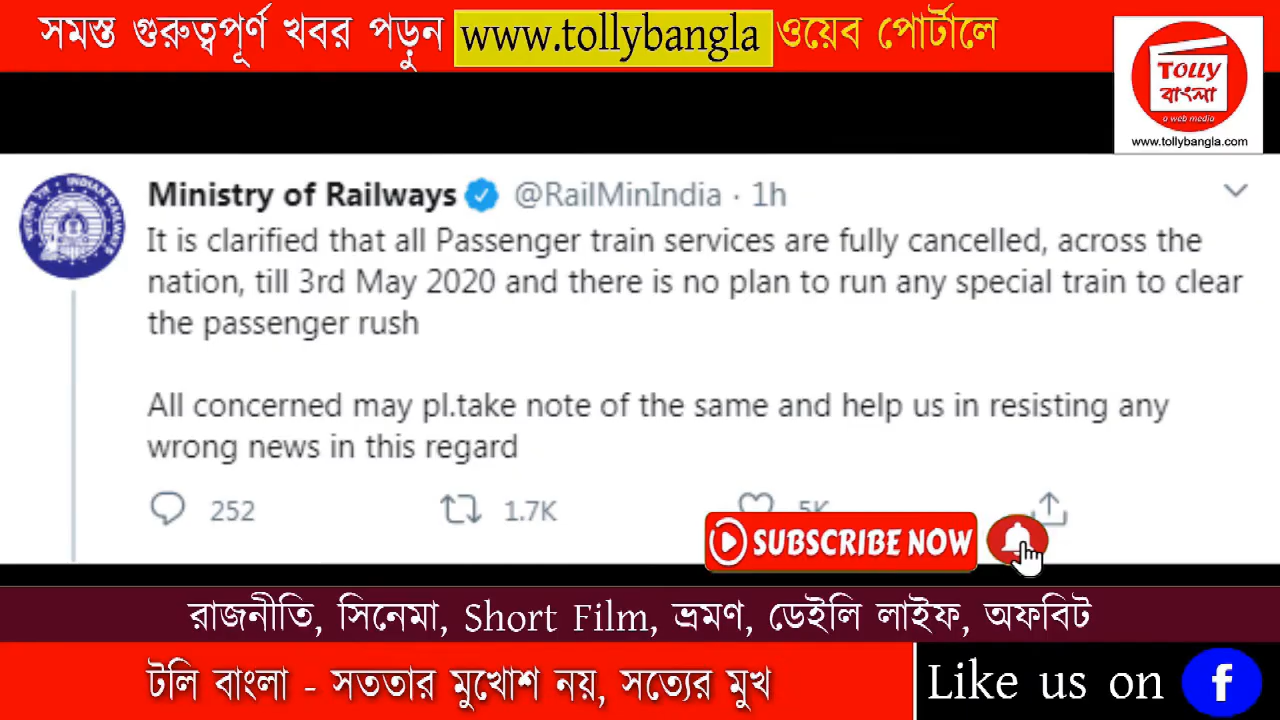 সমস্ত গুরুত্বপূর্ণ খবর পড়ুন www.tollybangla ওয়েব পোর্টালে
TOLLY
বাংলা
a web media
www.tollybangla.com
INDIAN RAILWAYS
Ministry of Railways @RailMinIndia · 1h
It is clarified that all Passenger train services are fully cancelled, across the
nation, till 3rd May 2020 and there is no plan to run any special train to clear
the passenger rush
All concerned may pl.take note of the same and help us in resisting any
wrong news in this regard
252 1.7K 5K
SUBSCRIBE NOW
রাজনীতি, সিনেমা, Short Film, ভ্রমণ, ডেইলি লাইফ, অফবিট
টলি বাংলা - সততার মুখোশ নয়, সত্যের মুখ
Like us on f